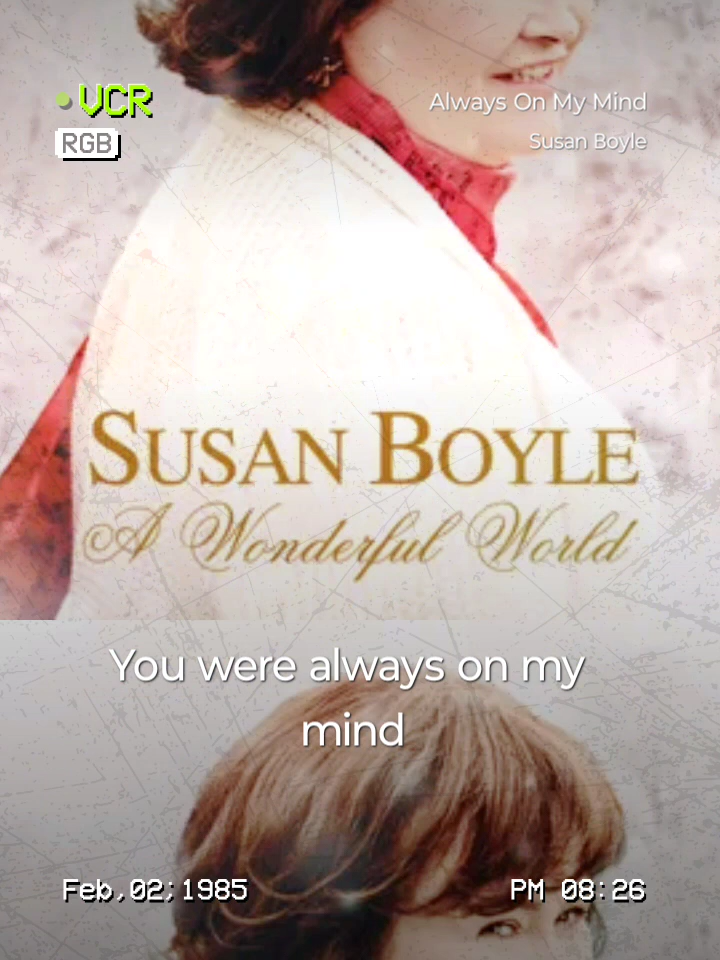 VCR
RGB
Always On My Mind
Susan Boyle
SUSAN BOYLE
A Wonderful World
You were always on my
mind
Feb,02;1985
PM 08:26